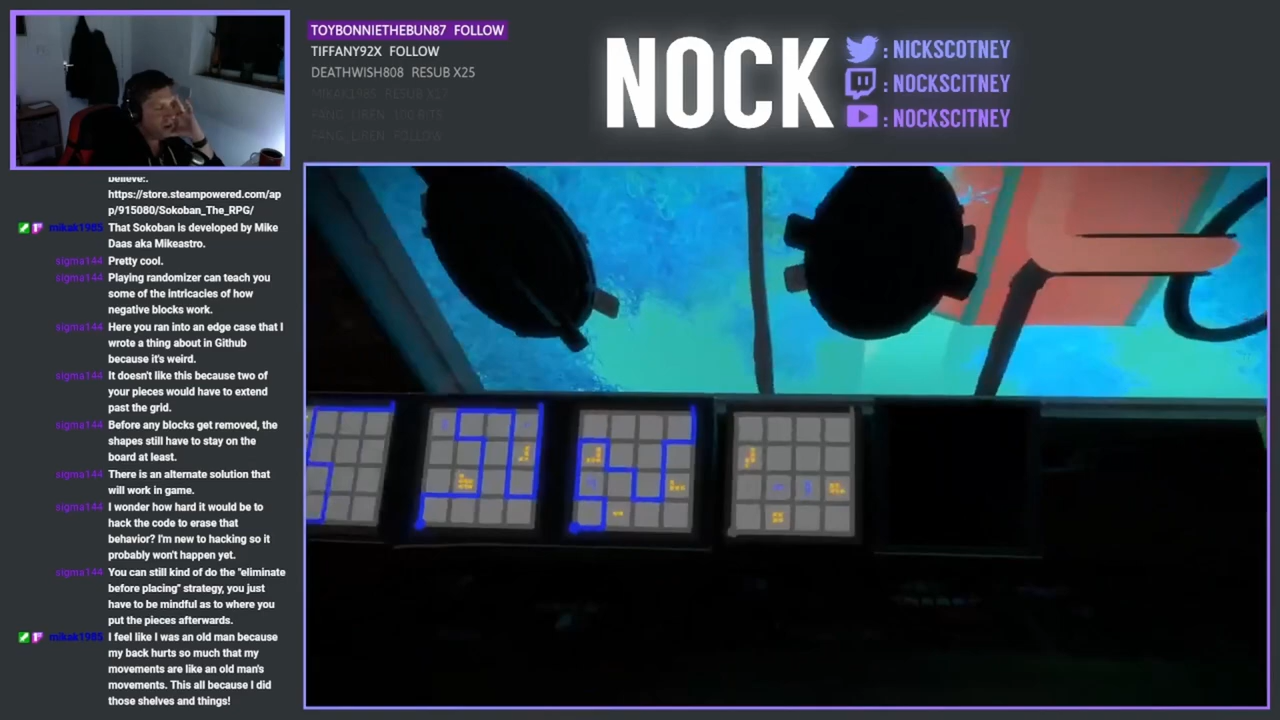 TOYBONNIETHEBUN87 FOLLOW
TIFFANY92X FOLLOW
DEATHWISH808 RESUB X25
MIKAK1985 RESUB X17
FANG_LIREN 100 BITS
FANG_LIREN FOLLOW
NOCK
: NICKSCOTNEY
: NOCKSCITNEY
: NOCKSCITNEY
believe:.
https://store.steampowered.com/ap
p/915080/Sokoban_The_RPG/
mikak1985 That Sokoban is developed by Mike
Daas aka Mikeastro.
sigma144 Pretty cool.
sigma144 Playing randomizer can teach you
some of the intricacies of how
negative blocks work.
sigma144 Here you ran into an edge case that I
wrote a thing about in Github
because it's weird.
sigma144 It doesn't like this because two of
your pieces would have to extend
past the grid.
sigma144 Before any blocks get removed, the
shapes still have to stay on the
board at least.
sigma144 There is an alternate solution that
will work in game.
sigma144 I wonder how hard it would be to
hack the code to erase that
behavior? I'm new to hacking so it
probably won't happen yet.
sigma144 You can still kind of do the "eliminate
before placing" strategy, you just
have to be mindful as to where you
put the pieces afterwards.
mikak1985 I feel like I was an old man because
my back hurts so much that my
movements are like an old man's
movements. This all because I did
those shelves and things!